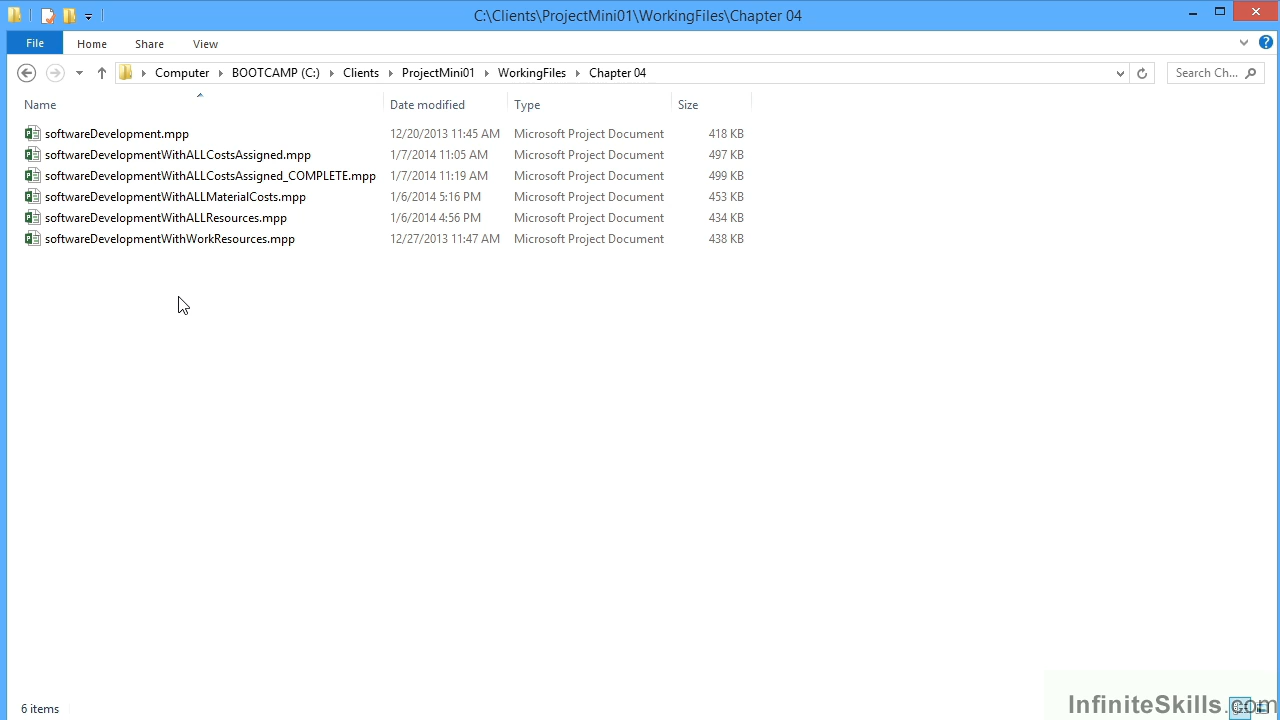 C:\Clients\ProjectMini01\WorkingFiles\Chapter 04
File Home Share View
Computer BOOTCAMP (C:) Clients ProjectMini01 WorkingFiles Chapter 04 Search Ch...
Name Date modified Type Size
softwareDevelopment.mpp 12/20/2013 11:45 AM Microsoft Project Document 418 KB
softwareDevelopmentWithALLCostsAssigned.mpp 1/7/2014 11:05 AM Microsoft Project Document 497 KB
softwareDevelopmentWithALLCostsAssigned_COMPLETE.mpp 1/7/2014 11:19 AM Microsoft Project Document 499 KB
softwareDevelopmentWithALLMaterialCosts.mpp 1/6/2014 5:16 PM Microsoft Project Document 453 KB
softwareDevelopmentWithALLResources.mpp 1/6/2014 4:56 PM Microsoft Project Document 434 KB
softwareDevelopmentWithWorkResources.mpp 12/27/2013 11:47 AM Microsoft Project Document 438 KB
6 items
InfiniteSkills.com